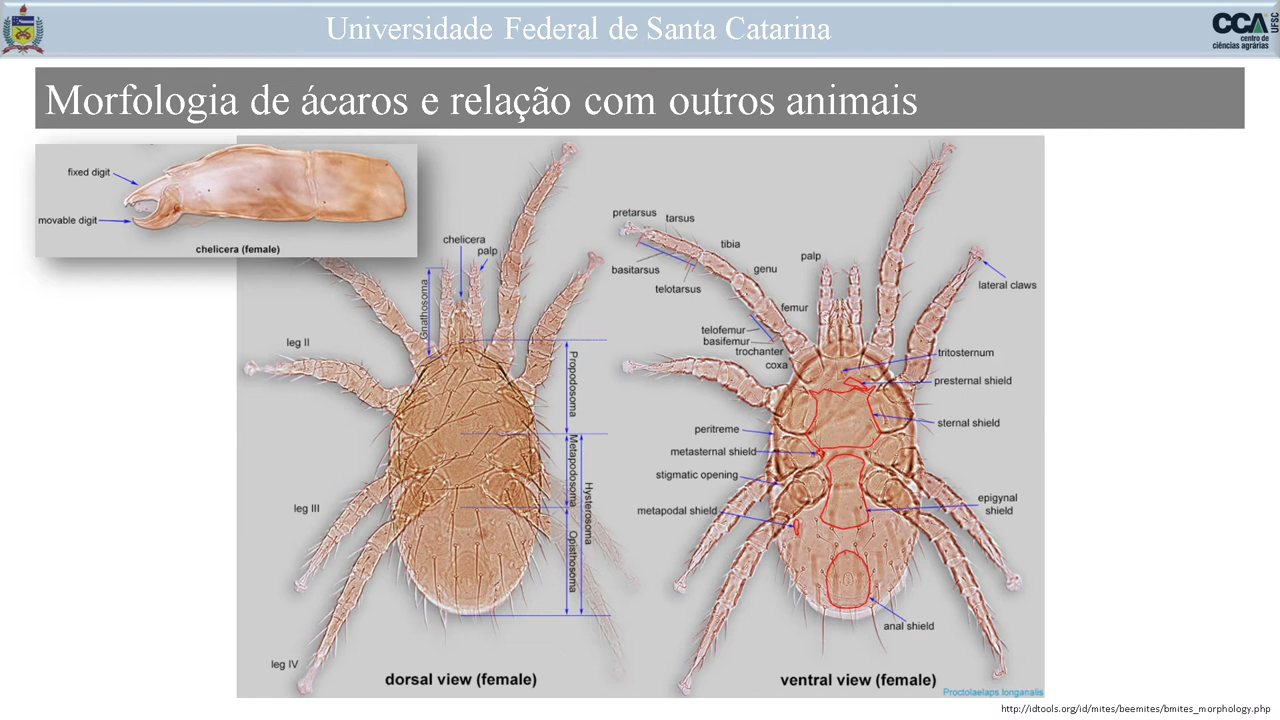 Universidade Federal de Santa Catarina
CCA
UFSC
centro de
ciências agrárias
Morfologia de ácaros e relação com outros animais
fixed digit
movable digit
chelicera (female)
chelicera
palp
Gnathosoma
leg II
leg III
leg IV
Propodosoma
Metapodosoma
Hysterosoma
Opisthosoma
dorsal view (female)
pretarsus
tarsus
tibia
basitarsus
telotarsus
genu
femur
telofemur
basifemur
trochanter
coxa
palp
lateral claws
tritosternum
presternal shield
sternal shield
peritreme
metasternal shield
stigmatic opening
metapodal shield
epigynal
shield
anal shield
ventral view (female)
Proctolaelaps longanalis
http://idtools.org/id/mites/beemites/bmites_morphology.php